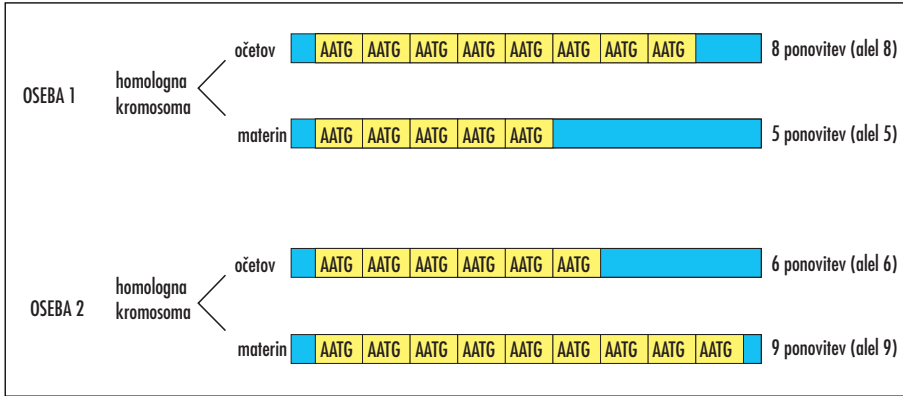 očetov AATG AATG AATG AATG AATG AATG AATG AATG 8 ponovitev (alel 8)
OSEBA 1 homologna kromosoma
materin AATG AATG AATG AATG AATG 5 ponovitev (alel 5)
očetov AATG AATG AATG AATG AATG AATG 6 ponovitev (alel 6)
OSEBA 2 homologna kromosoma
materin AATG AATG AATG AATG AATG AATG AATG AATG AATG 9 ponovitev (alel 9)